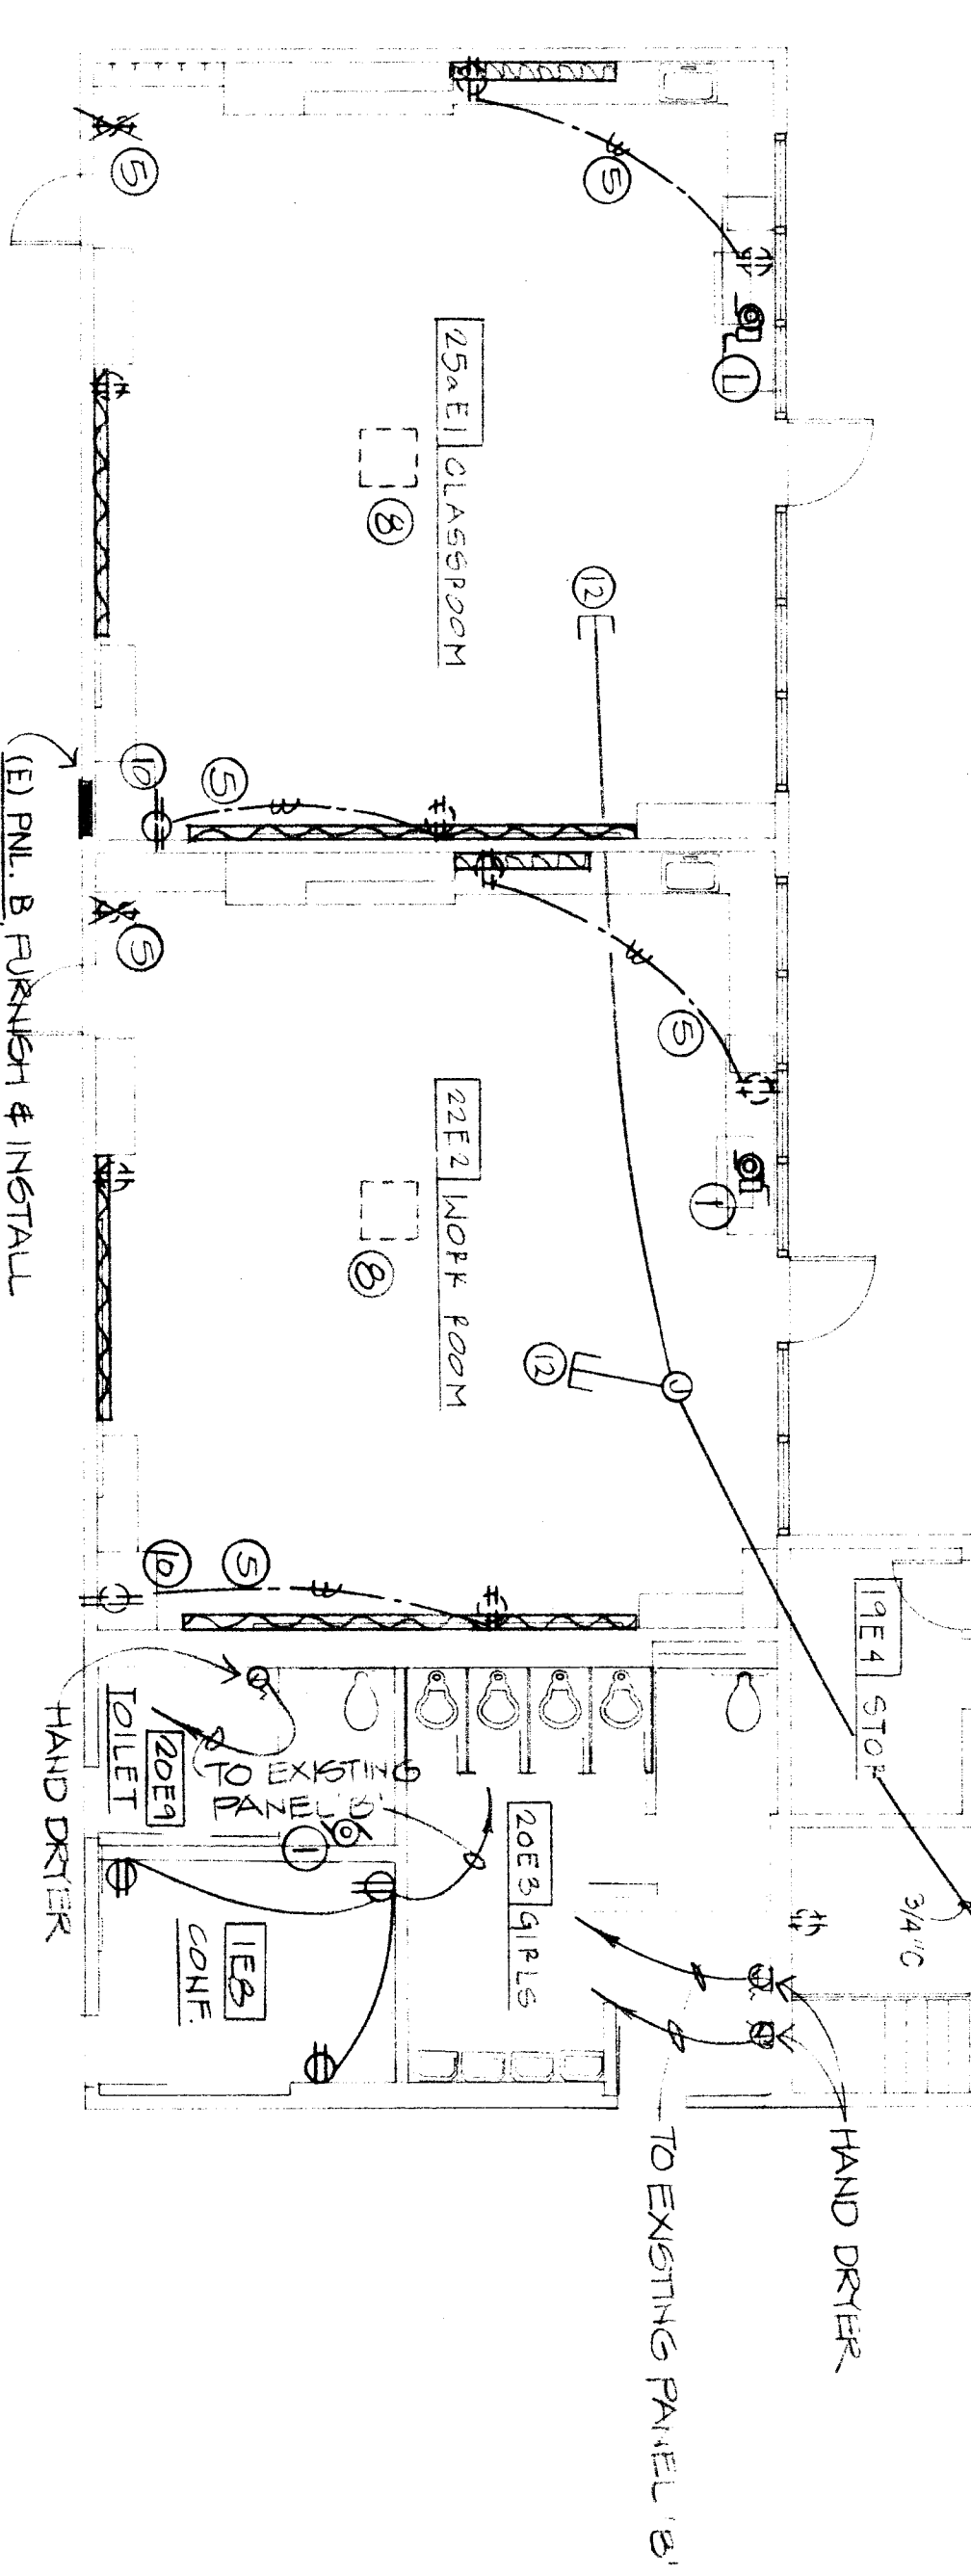 5
5
1
25aE1 CLASSROOM
8
12
10
5
(E) PNL. B, FURNISH & INSTALL
5
5
1
22E2 WORK ROOM
8
12
J
10
5
19E4 STOR
3/4"C
HAND DRYER
TOILET
20E9
TO EXISTING
PANEL 'B'
1
20E3 GIRLS
1E8
CONF.
HAND DRYER
TO EXISTING PANEL 'B'